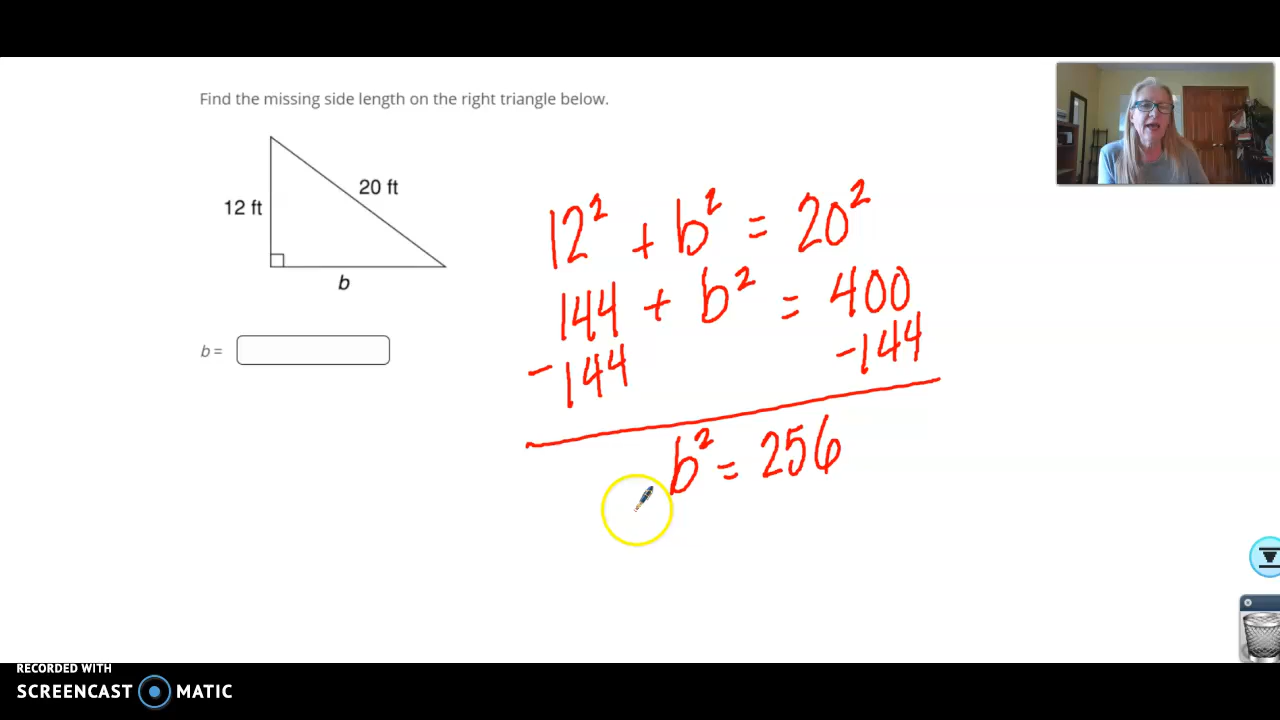 Find the missing side length on the right triangle below.
20 ft
12 ft
b
b =
12² + b² = 20²
144 + b² = 400
-144 -144
b² = 256
RECORDED WITH
SCREENCAST MATIC